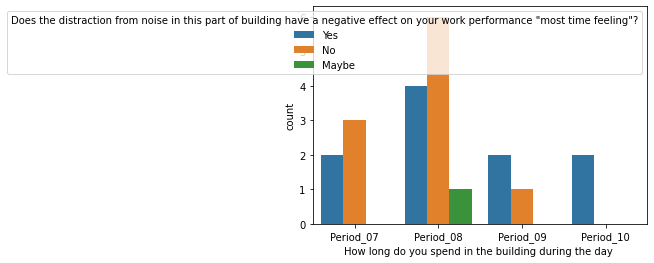 Does the distraction from noise in this part of building have a negative effect on your work performance "most time feeling"?
Yes
No
Maybe
4
3
2
1
0
count
Period_07 Period_08 Period_09 Period_10
How long do you spend in the building during the day